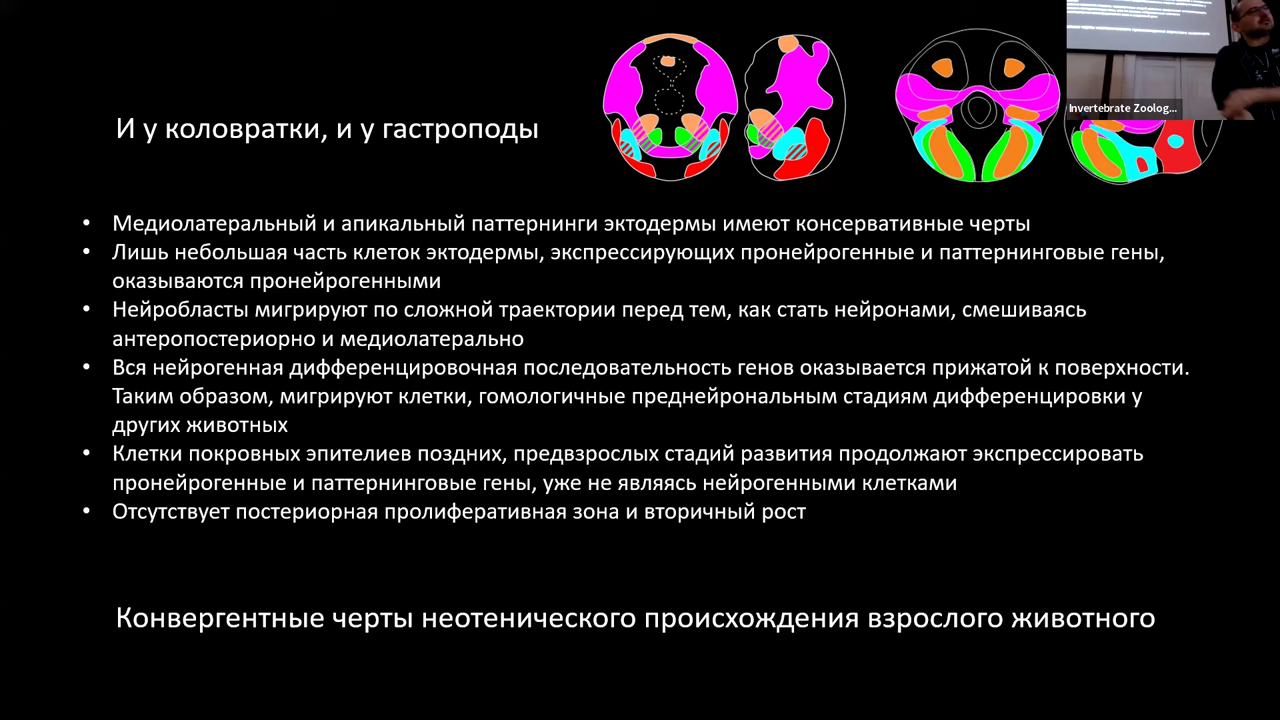 Invertebrate Zoolog...
И у коловратки, и у гастроподы
• Медиолатеральный и апикальный паттернинги эктодермы имеют консервативные черты
• Лишь небольшая часть клеток эктодермы, экспрессирующих пронейрогенные и паттернинговые гены,
оказываются пронейрогенными
• Нейробласты мигрируют по сложной траектории перед тем, как стать нейронами, смешиваясь
антеропостериорно и медиолатерально
• Вся нейрогенная дифференцировочная последовательность генов оказывается прижатой к поверхности.
Таким образом, мигрируют клетки, гомологичные преднейрональным стадиям дифференцировки у
других животных
• Клетки покровных эпителиев поздних, предвзрослых стадий развития продолжают экспрессировать
пронейрогенные и паттернинговые гены, уже не являясь нейрогенными клетками
• Отсутствует постериорная пролиферативная зона и вторичный рост
Конвергентные черты неотенического происхождения взрослого животного